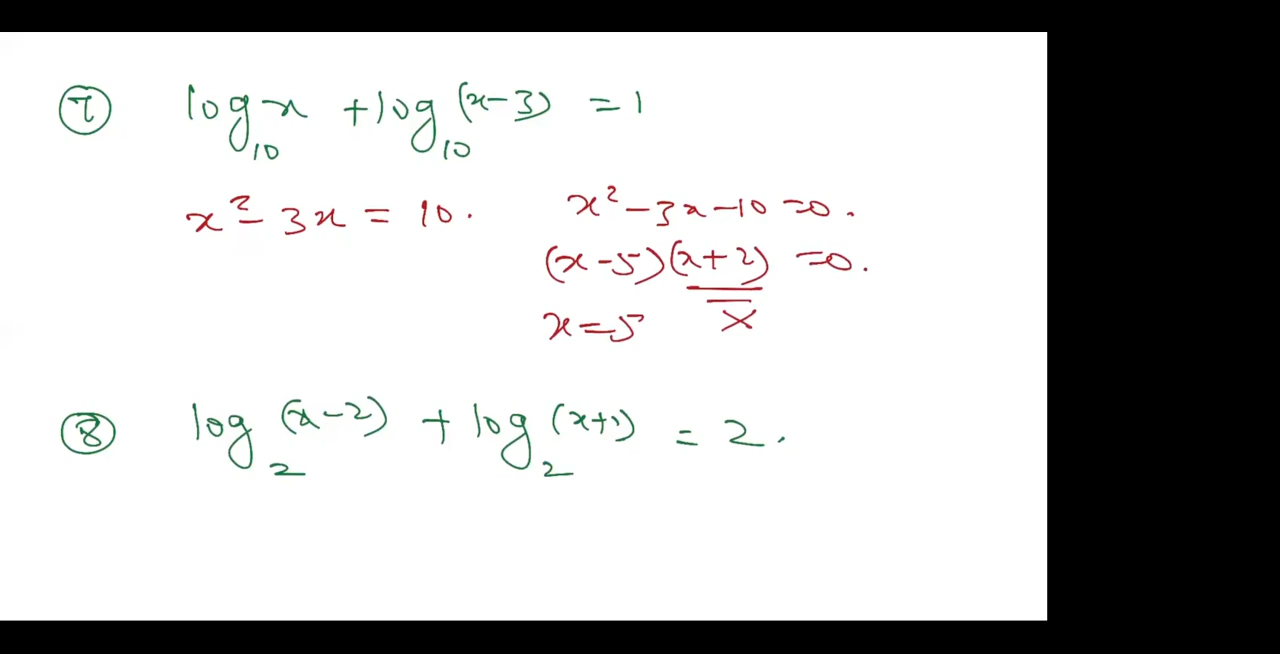 7 log₁₀ x + log₁₀ (x-3) = 1
x² - 3x = 10. x² - 3x - 10 = 0.
(x-5)(x+2) = 0.
x = 5 X
8 log₂ (x-2) + log₂ (x+1) = 2.